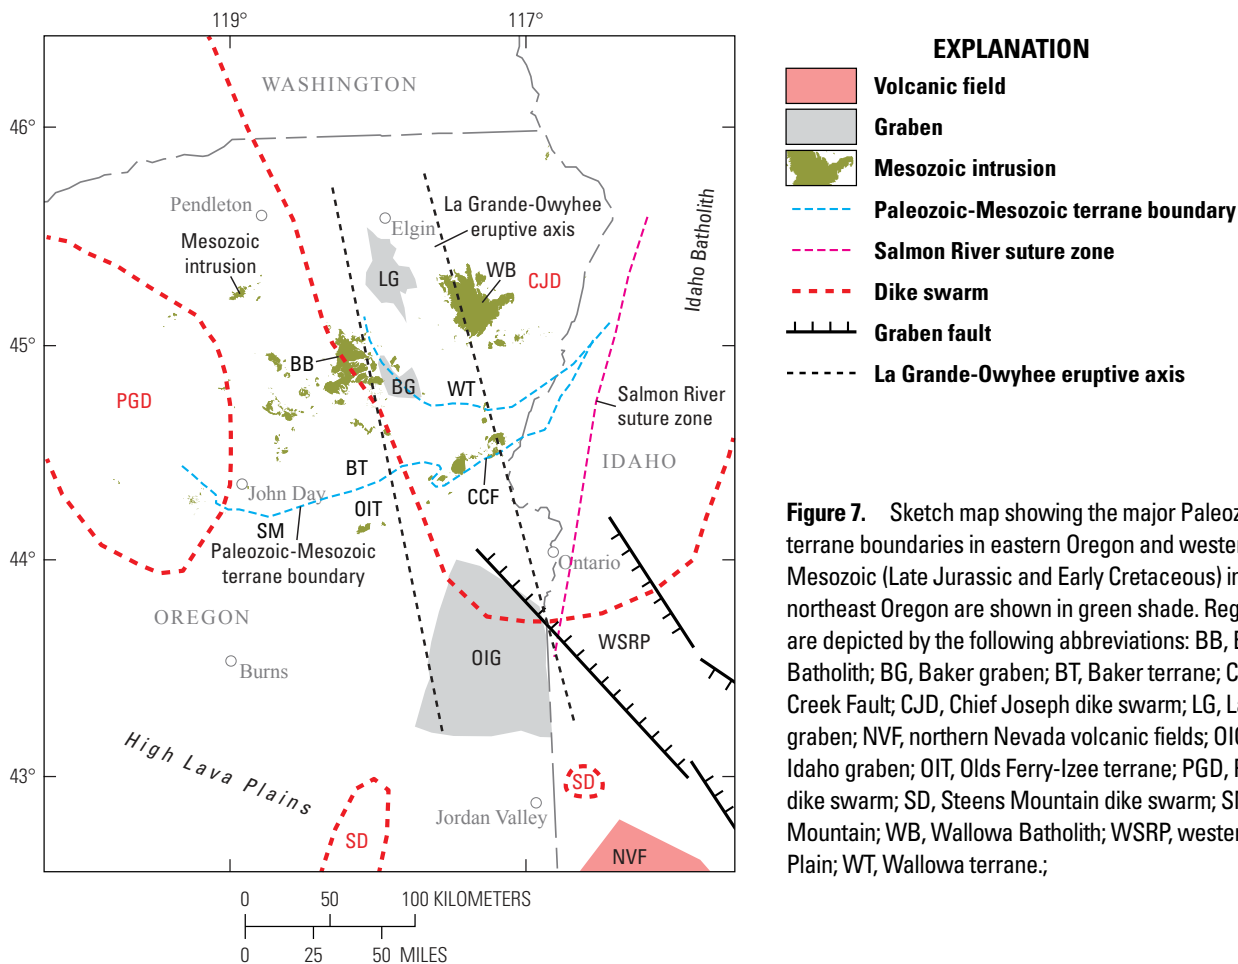 119°
117°
46°
45°
44°
43°
WASHINGTON
Pendleton
Elgin
La Grande-Owyhee
eruptive axis
Mesozoic
intrusion
LG
WB
CJD
Idaho Batholith
BB
BG
WT
PGD
Salmon River
suture zone
IDAHO
BT
John Day
CCF
OIT
SM
Paleozoic-Mesozoic
terrane boundary
Ontario
OREGON
WSRP
OIG
Burns
High Lava Plains
SD
Jordan Valley
SD
NVF
0 50 100 KILOMETERS
0 25 50 MILES
EXPLANATION
Volcanic field
Graben
Mesozoic intrusion
Paleozoic-Mesozoic terrane boundary
Salmon River suture zone
Dike swarm
Graben fault
La Grande-Owyhee eruptive axis
Figure 7. Sketch map showing the major Paleoz
terrane boundaries in eastern Oregon and wester
Mesozoic (Late Jurassic and Early Cretaceous) in
northeast Oregon are shown in green shade. Reg
are depicted by the following abbreviations: BB, B
Batholith; BG, Baker graben; BT, Baker terrane; C
Creek Fault; CJD, Chief Joseph dike swarm; LG, L
graben; NVF, northern Nevada volcanic fields; OIG
Idaho graben; OIT, Olds Ferry-Izee terrane; PGD,
dike swarm; SD, Steens Mountain dike swarm; SM
Mountain; WB, Wallowa Batholith; WSRP, wester
Plain; WT, Wallowa terrane.;